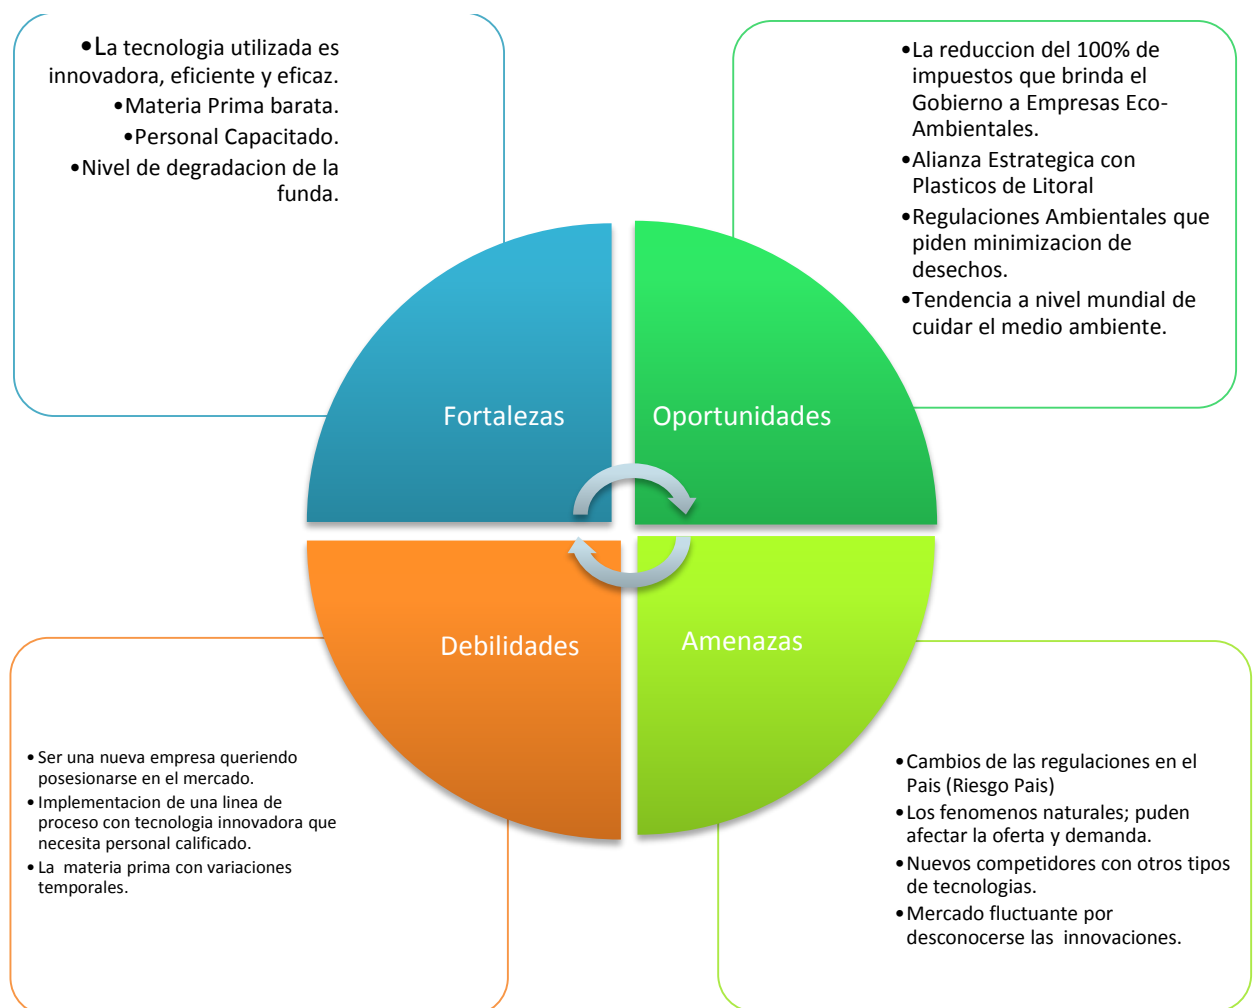 •La tecnologia utilizada es
innovadora, eficiente y eficaz.
•Materia Prima barata.
•Personal Capacitado.
•Nivel de degradacion de la
funda.
•La reduccion del 100% de
impuestos que brinda el
Gobierno a Empresas Eco-
Ambientales.
•Alianza Estrategica con
Plasticos de Litoral
•Regulaciones Ambientales que
piden minimizacion de
desechos.
•Tendencia a nivel mundial de
cuidar el medio ambiente.
Fortalezas
Oportunidades
Debilidades
Amenazas
•Ser una nueva empresa queriendo
posesionarse en el mercado.
•Implementacion de una linea de
proceso con tecnologia innovadora que
necesita personal calificado.
•La materia prima con variaciones
temporales.
•Cambios de las regulaciones en el
Pais (Riesgo Pais)
•Los fenomenos naturales; puden
afectar la oferta y demanda.
•Nuevos competidores con otros tipos
de tecnologias.
•Mercado fluctuante por
desconocerse las innovaciones.